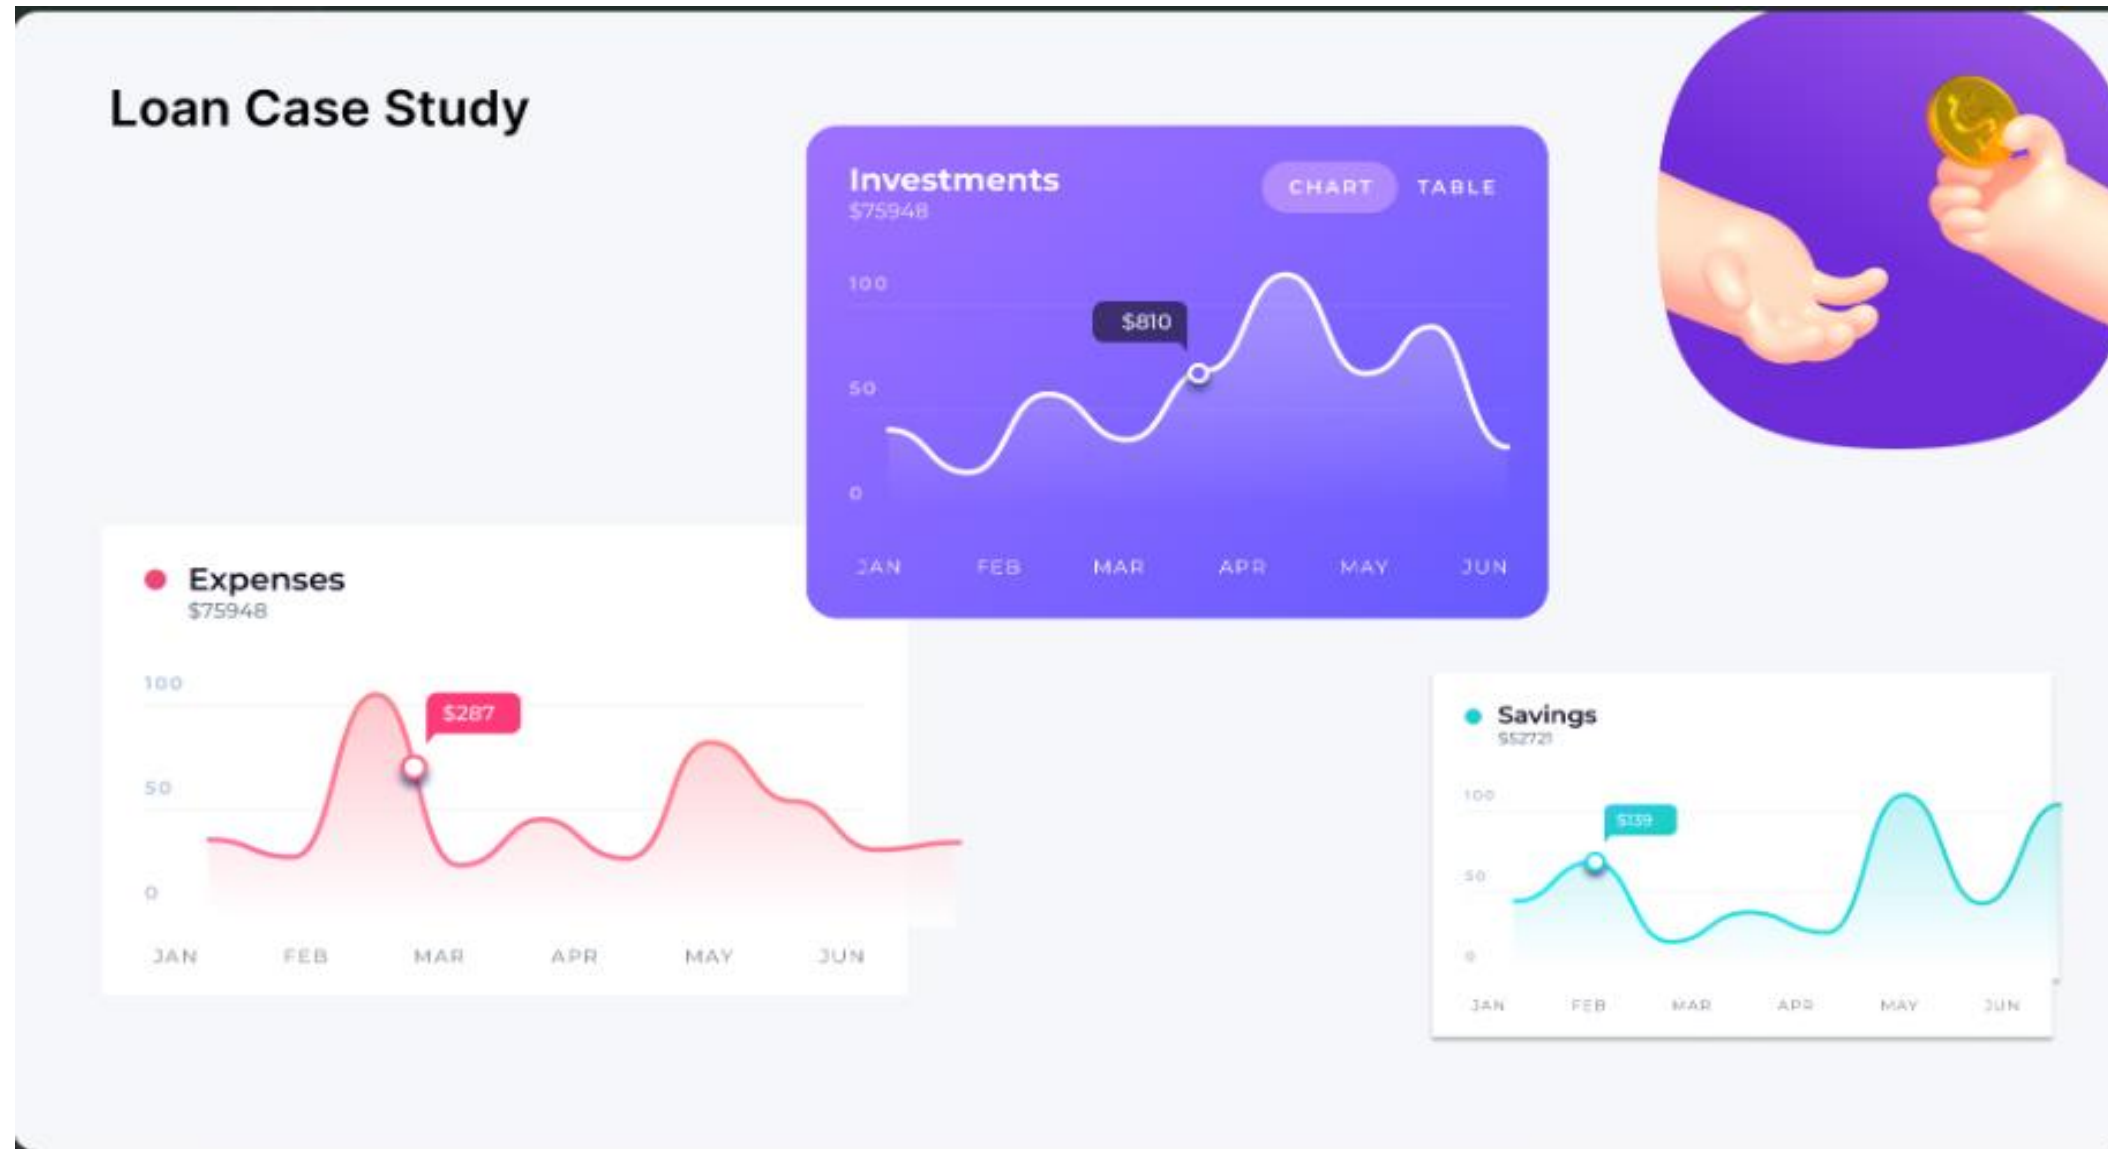 Loan Case Study
Investments
$75948
CHART
TABLE
100
$810
50
0
JAN FEB MAR APR MAY JUN
Expenses
$75948
100
$287
50
0
JAN FEB MAR APR MAY JUN
Savings
$52721
100
$139
50
0
JAN FEB MAR APR MAY JUN